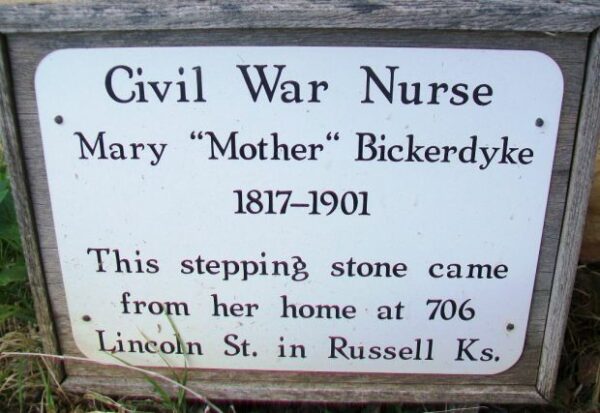 Civil War Nurse
Mary “Mother“ Bickerdyke
1817–1901
This stepping stone came
from her home at 706
Lincoln St. in Russell Ks.